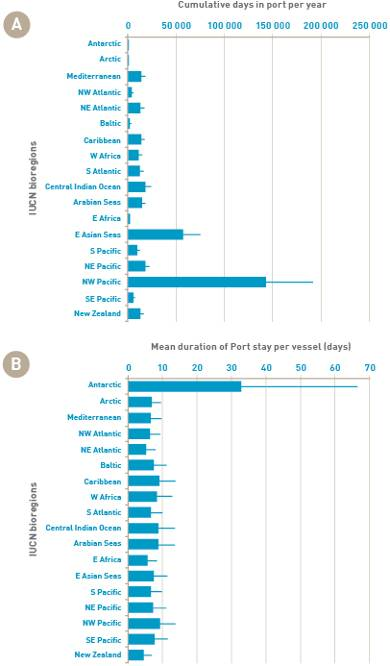 A
Cumulative days in port per year
0 50 000 100 000 150 000 200 000 250 000
IUCN bioregions
Antarctic
Arctic
Mediterranean
NW Atlantic
NE Atlantic
Baltic
Caribbean
W Africa
S Atlantic
Central Indian Ocean
Arabian Seas
E Africa
E Asian Seas
S Pacific
NE Pacific
NW Pacific
SE Pacific
New Zealand
B
Mean duration of Port stay per vessel (days)
0 10 20 30 40 50 60 70
IUCN bioregions
Antarctic
Arctic
Mediterranean
NW Atlantic
NE Atlantic
Baltic
Caribbean
W Africa
S Atlantic
Central Indian Ocean
Arabian Seas
E Africa
E Asian Seas
S Pacific
NE Pacific
NW Pacific
SE Pacific
New Zealand